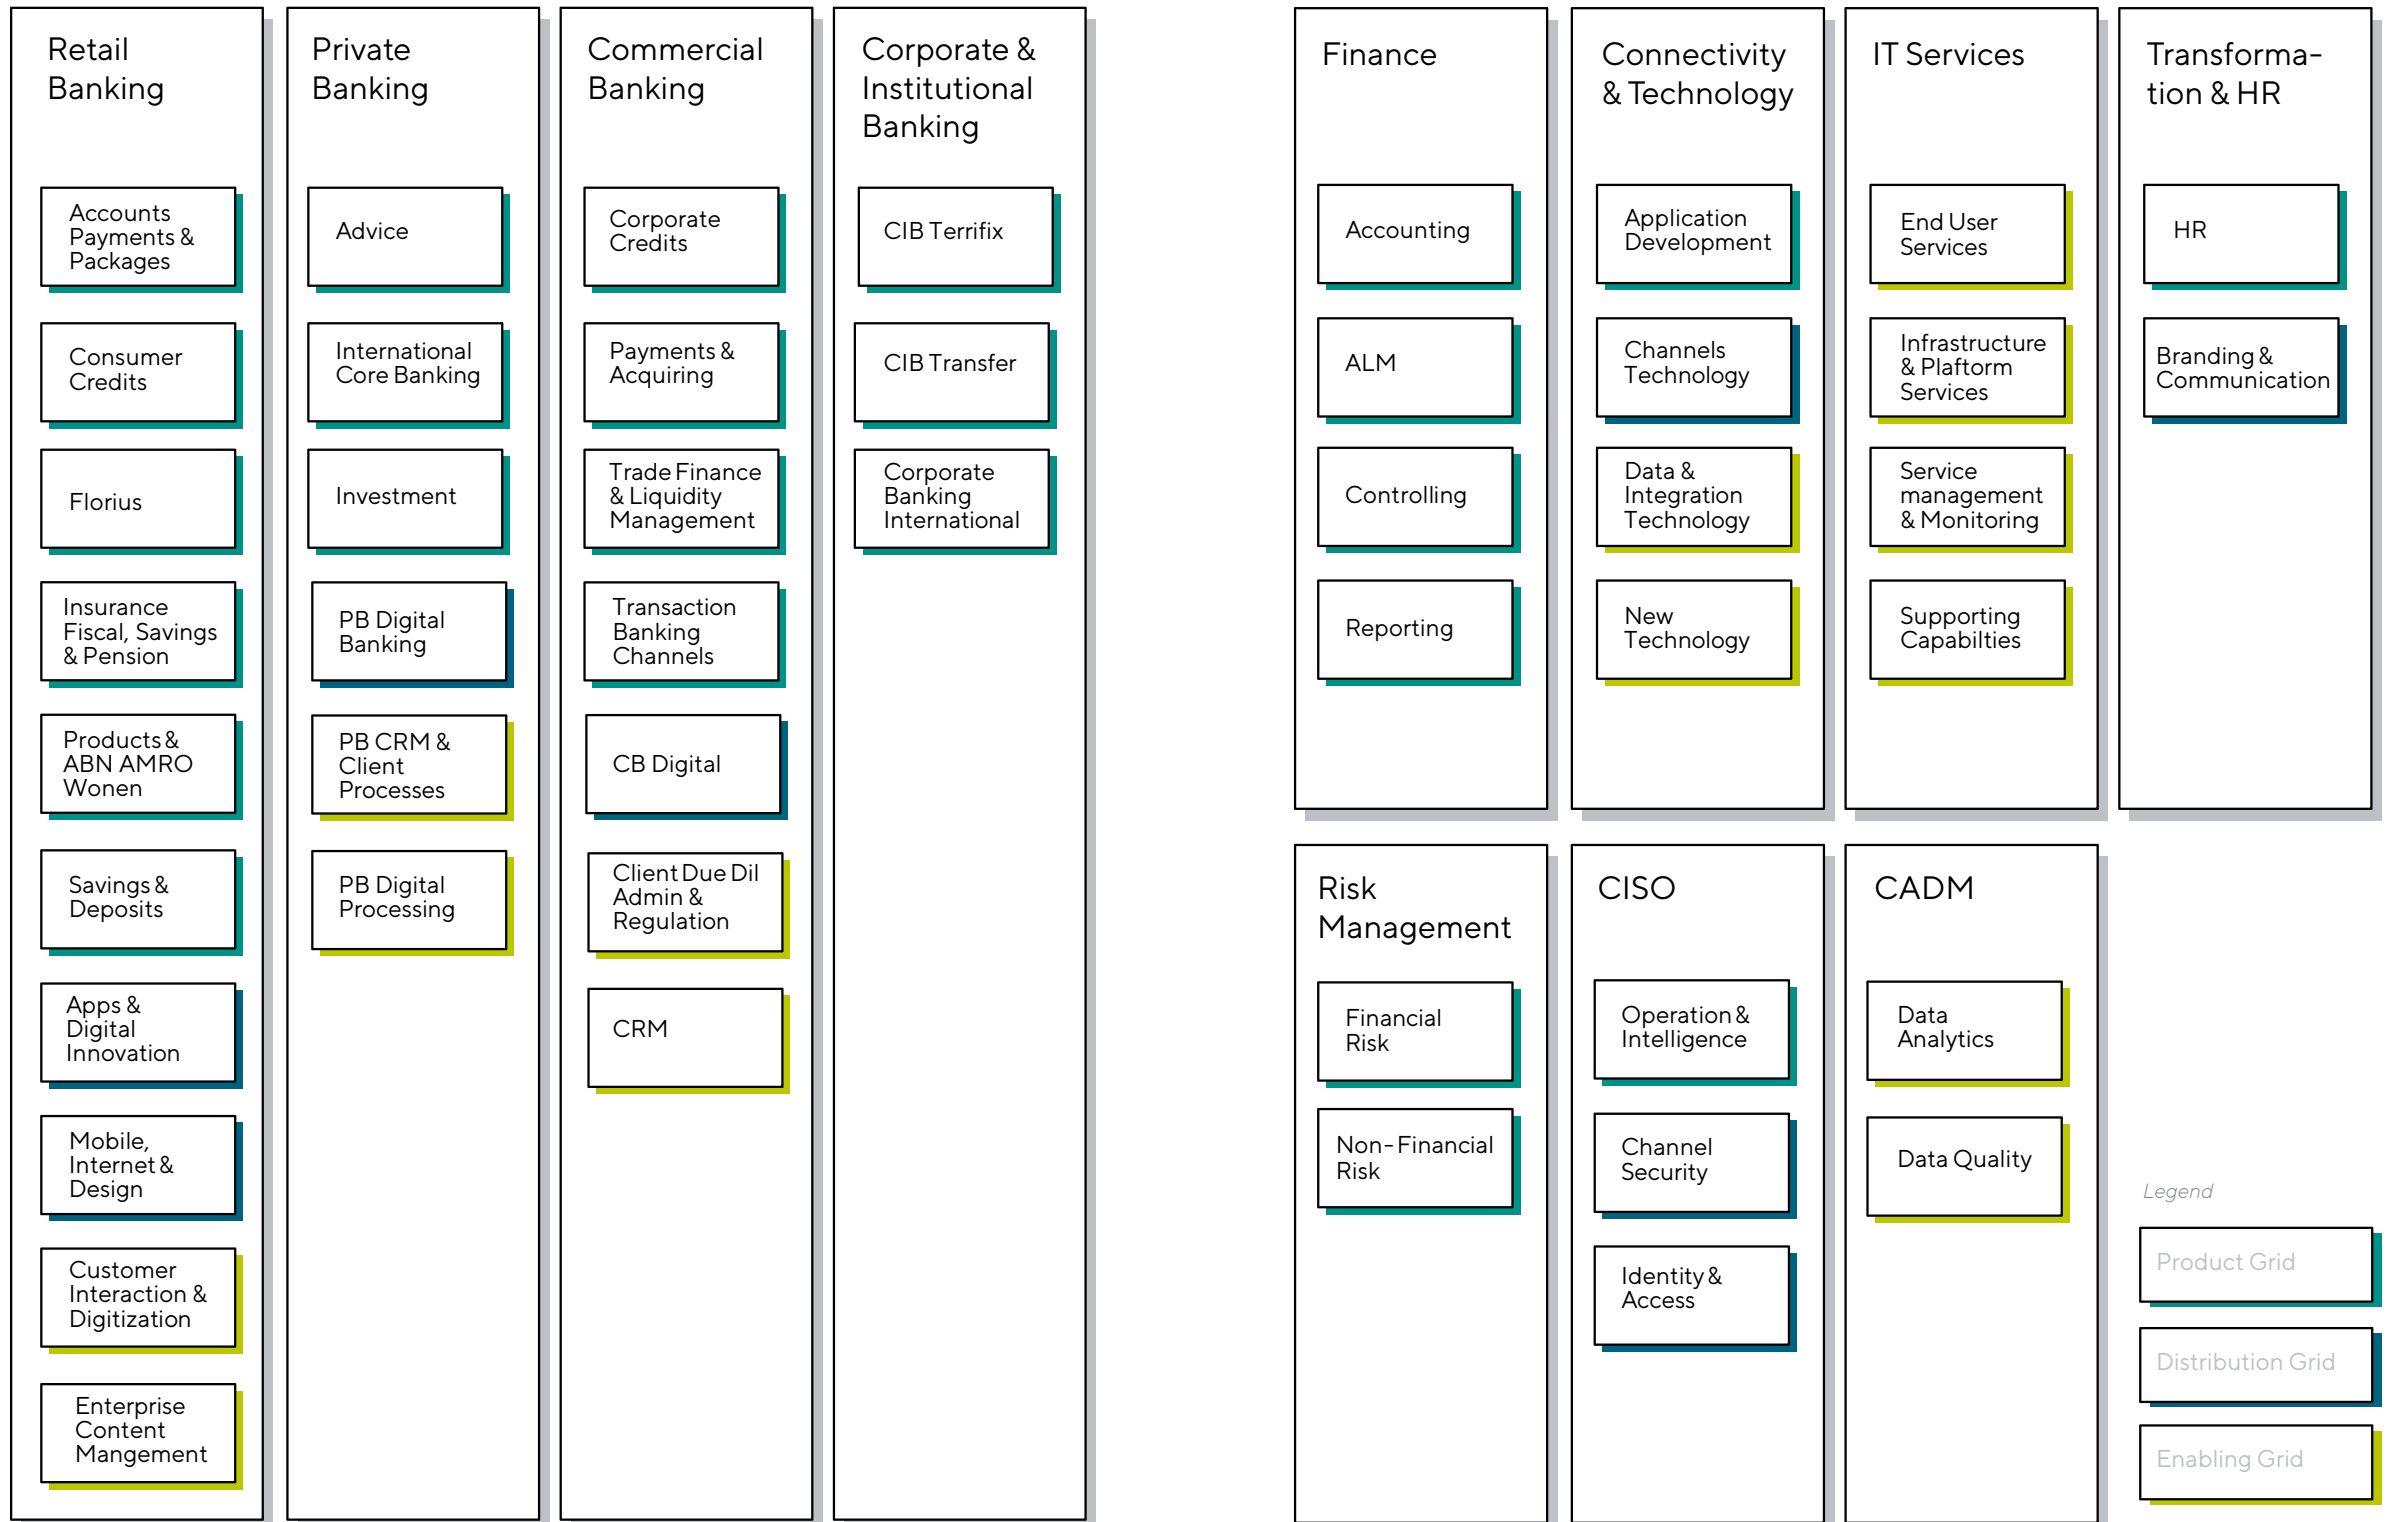 Retail
Banking
Accounts
Payments &
Packages
Consumer
Credits
Florius
Insurance
Fiscal, Savings
& Pension
Products &
ABN AMRO
Wonen
Savings &
Deposits
Apps &
Digital
Innovation
Mobile,
Internet &
Design
Customer
Interaction &
Digitization
Enterprise
Content
Mangement
Private
Banking
Advice
International
Core Banking
Investment
PB Digital
Banking
PB CRM &
Client
Processes
PB Digital
Processing
Commercial
Banking
Corporate
Credits
Payments &
Acquiring
Trade Finance
& Liquidity
Management
Transaction
Banking
Channels
CB Digital
Client Due Dil
Admin &
Regulation
CRM
Corporate &
Institutional
Banking
CIB Terrifix
CIB Transfer
Corporate
Banking
International
Finance
Accounting
ALM
Controlling
Reporting
Connectivity
& Technology
Application
Development
Channels
Technology
Data &
Integration
Technology
New
Technology
IT Services
End User
Services
Infrastructure
& Plaftorm
Services
Service
management
& Monitoring
Supporting
Capabilties
Transforma-
tion & HR
HR
Branding &
Communication
Risk
Management
Financial
Risk
Non-Financial
Risk
CISO
Operation &
Intelligence
Channel
Security
Identity &
Access
CADM
Data
Analytics
Data Quality
Legend
Product Grid
Distribution Grid
Enabling Grid